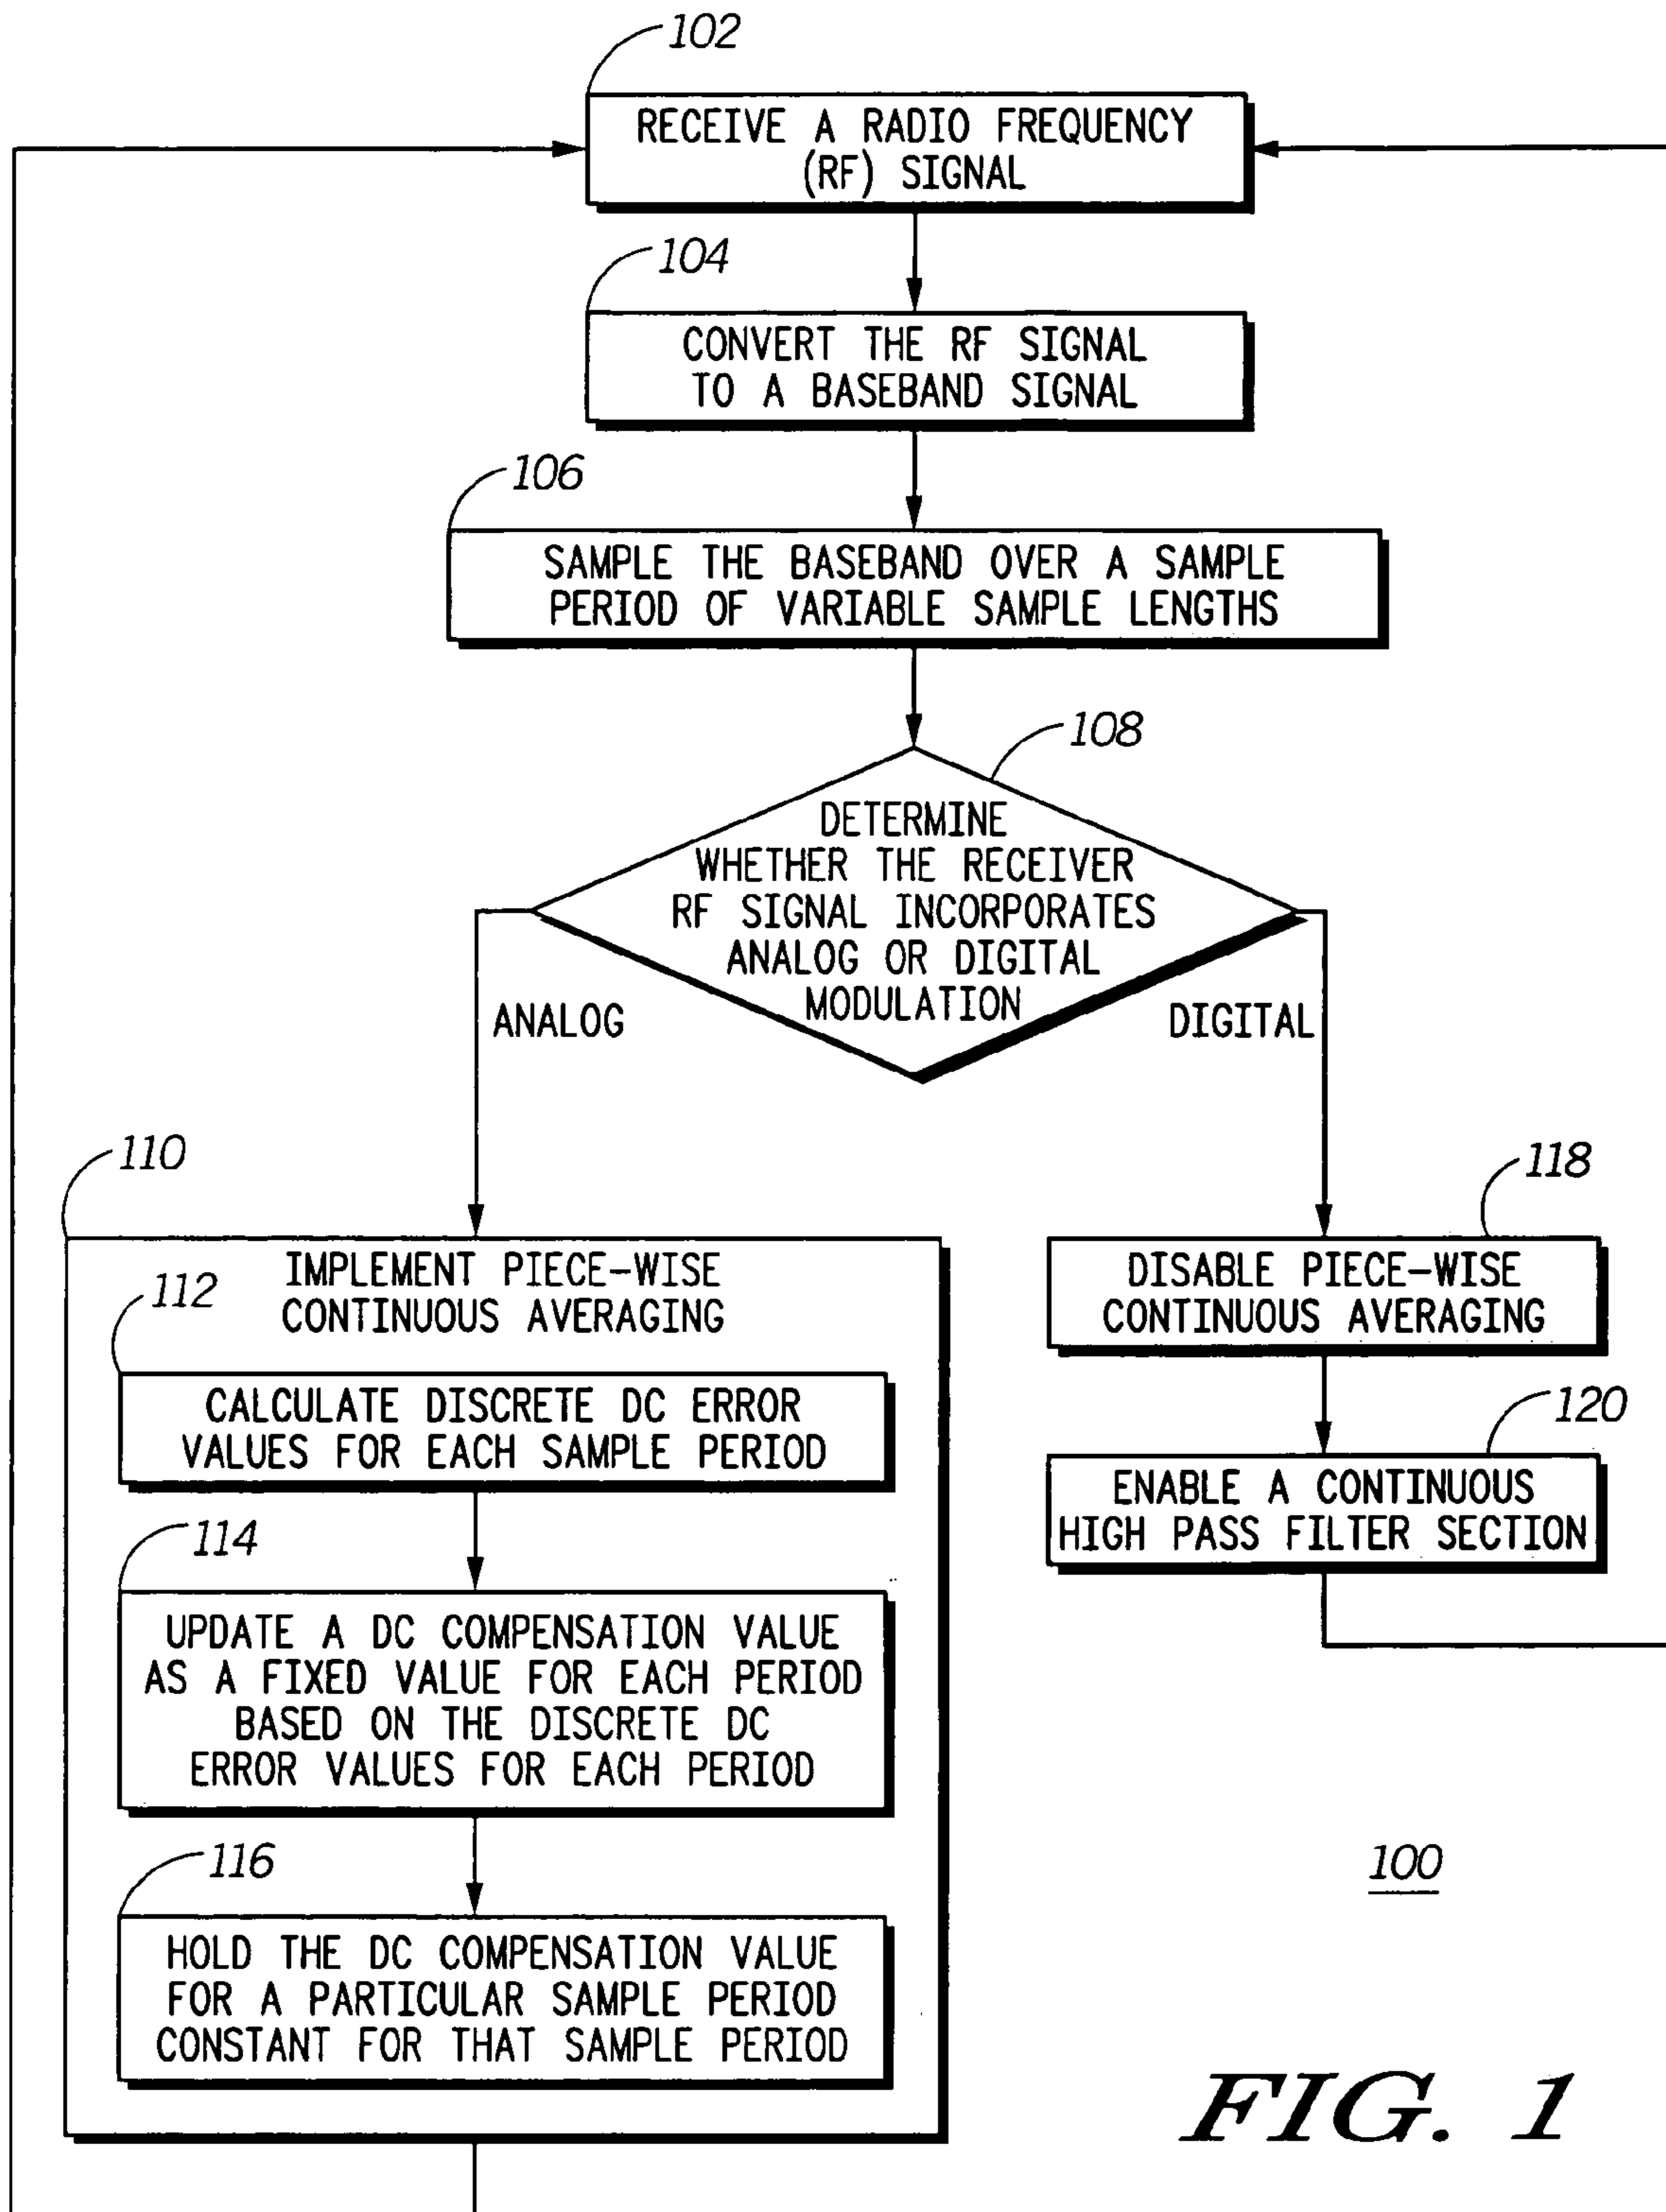 102
RECEIVE A RADIO FREQUENCY
(RF) SIGNAL
104
CONVERT THE RF SIGNAL
TO A BASEBAND SIGNAL
106
SAMPLE THE BASEBAND OVER A SAMPLE
PERIOD OF VARIABLE SAMPLE LENGTHS
108
DETERMINE
WHETHER THE RECEIVER
RF SIGNAL INCORPORATES
ANALOG OR DIGITAL
MODULATION
ANALOG
DIGITAL
110
IMPLEMENT PIECE-WISE
CONTINUOUS AVERAGING
112
CALCULATE DISCRETE DC ERROR
VALUES FOR EACH SAMPLE PERIOD
114
UPDATE A DC COMPENSATION VALUE
AS A FIXED VALUE FOR EACH PERIOD
BASED ON THE DISCRETE DC
ERROR VALUES FOR EACH PERIOD
116
HOLD THE DC COMPENSATION VALUE
FOR A PARTICULAR SAMPLE PERIOD
CONSTANT FOR THAT SAMPLE PERIOD
118
DISABLE PIECE-WISE
CONTINUOUS AVERAGING
120
ENABLE A CONTINUOUS
HIGH PASS FILTER SECTION
100
FIG. 1